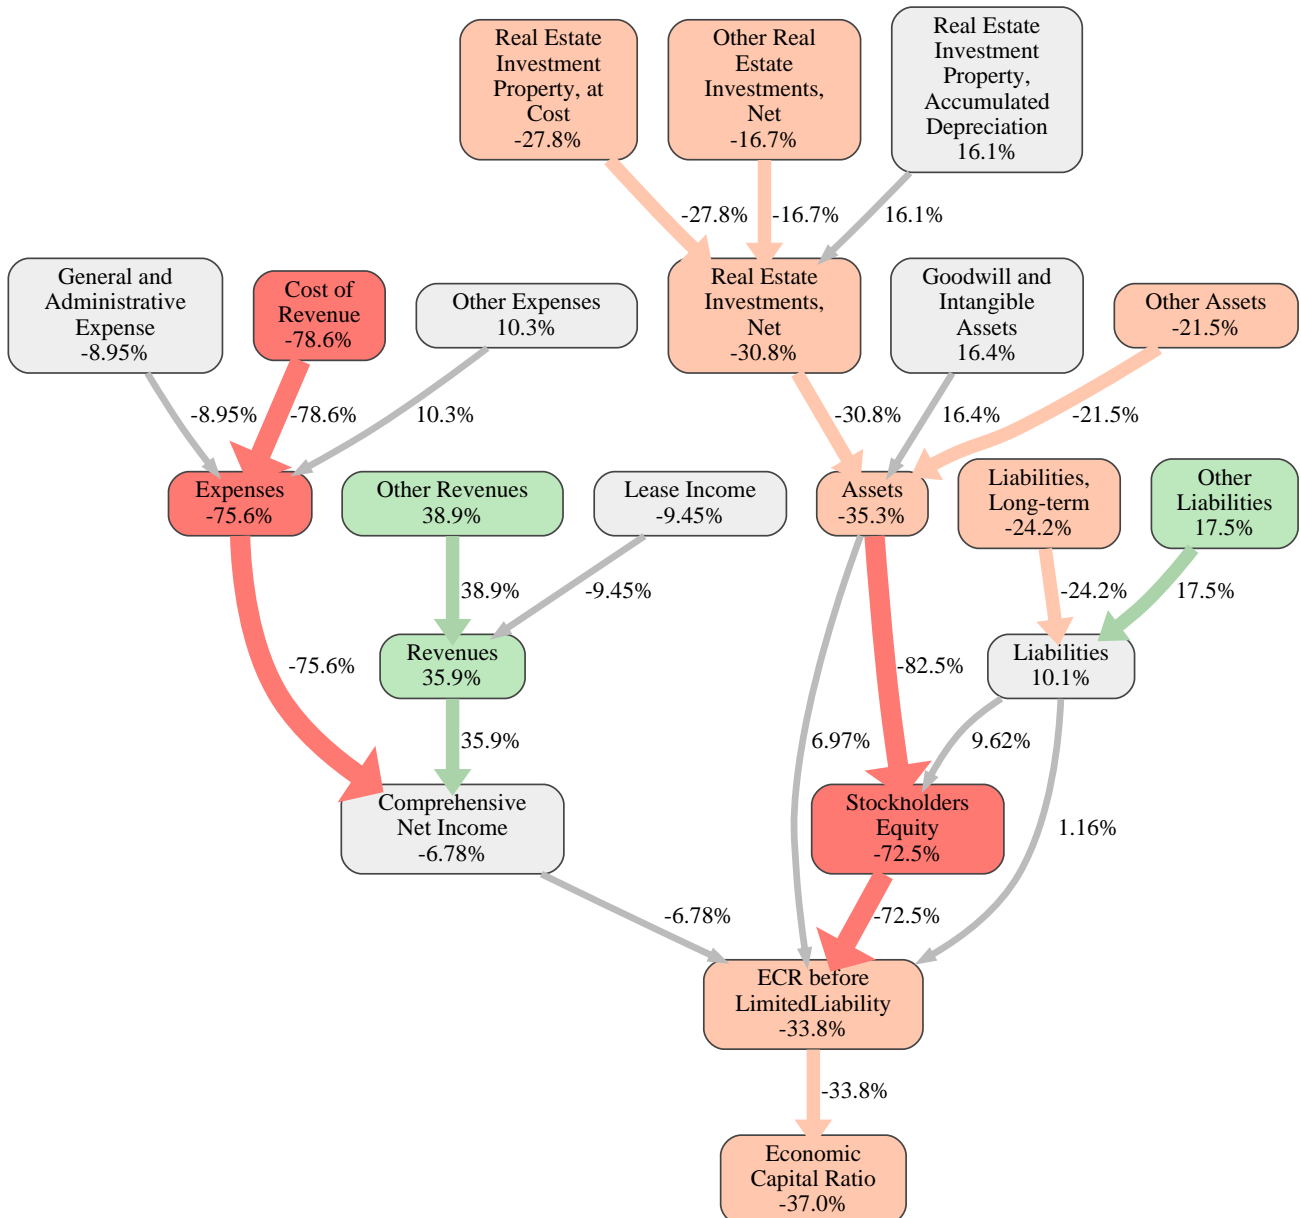 Real Estate
Investment
Property, at
Cost
-27.8%
Other Real
Estate
Investments,
Net
-16.7%
Real Estate
Investment
Property,
Accumulated
Depreciation
16.1%
-27.8%
-16.7%
16.1%
General and
Administrative
Expense
-8.95%
Cost of
Revenue
-78.6%
Other Expenses
10.3%
Real Estate
Investments,
Net
-30.8%
Goodwill and
Intangible
Assets
16.4%
Other Assets
-21.5%
-8.95%
-78.6%
10.3%
-30.8%
16.4%
-21.5%
Expenses
-75.6%
Other Revenues
38.9%
Lease Income
-9.45%
Assets
-35.3%
Liabilities,
Long-term
-24.2%
Other
Liabilities
17.5%
38.9%
-9.45%
-24.2%
17.5%
Revenues
35.9%
Liabilities
10.1%
-75.6%
-82.5%
35.9%
6.97%
9.62%
Comprehensive
Net Income
-6.78%
Stockholders
Equity
-72.5%
1.16%
-6.78%
-72.5%
ECR before
LimitedLiability
-33.8%
-33.8%
Economic
Capital Ratio
-37.0%